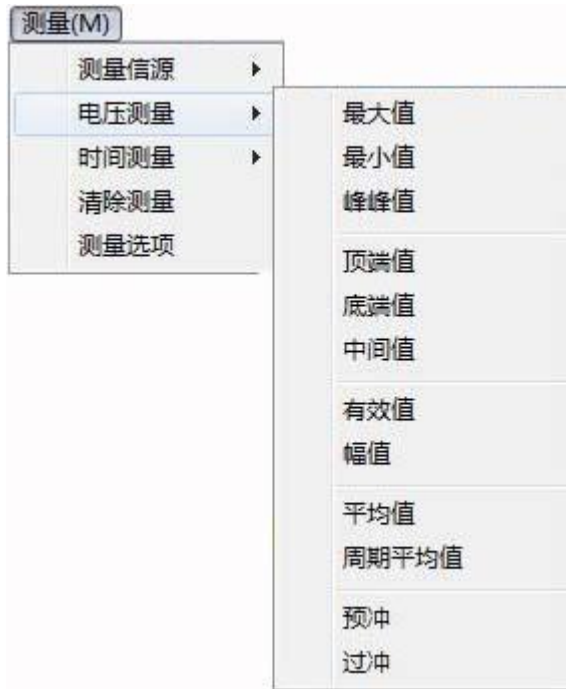 测量(M)
测量信源
电压测量
时间测量
清除测量
测量选项
最大值
最小值
峰峰值
顶端值
底端值
中间值
有效值
幅值
平均值
周期平均值
预冲
过冲